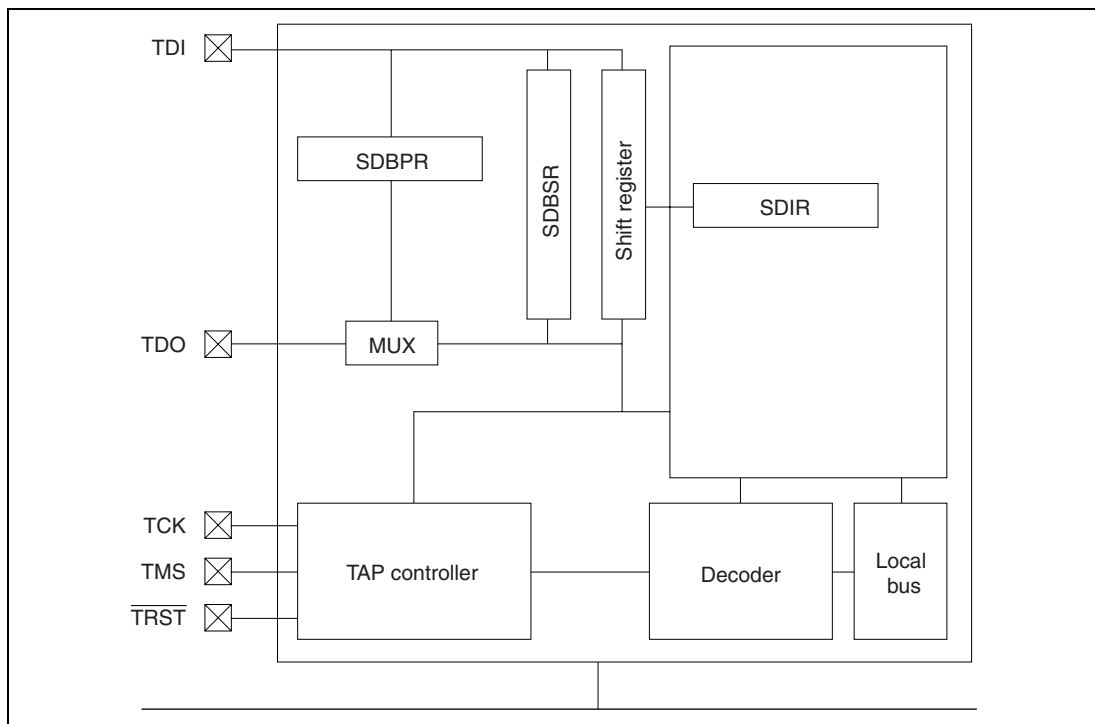 TDI
SDBPR
SDBSR
Shift register
SDIR
TDO
MUX
TCK
TMS
TRST
TAP controller
Decoder
Local
bus